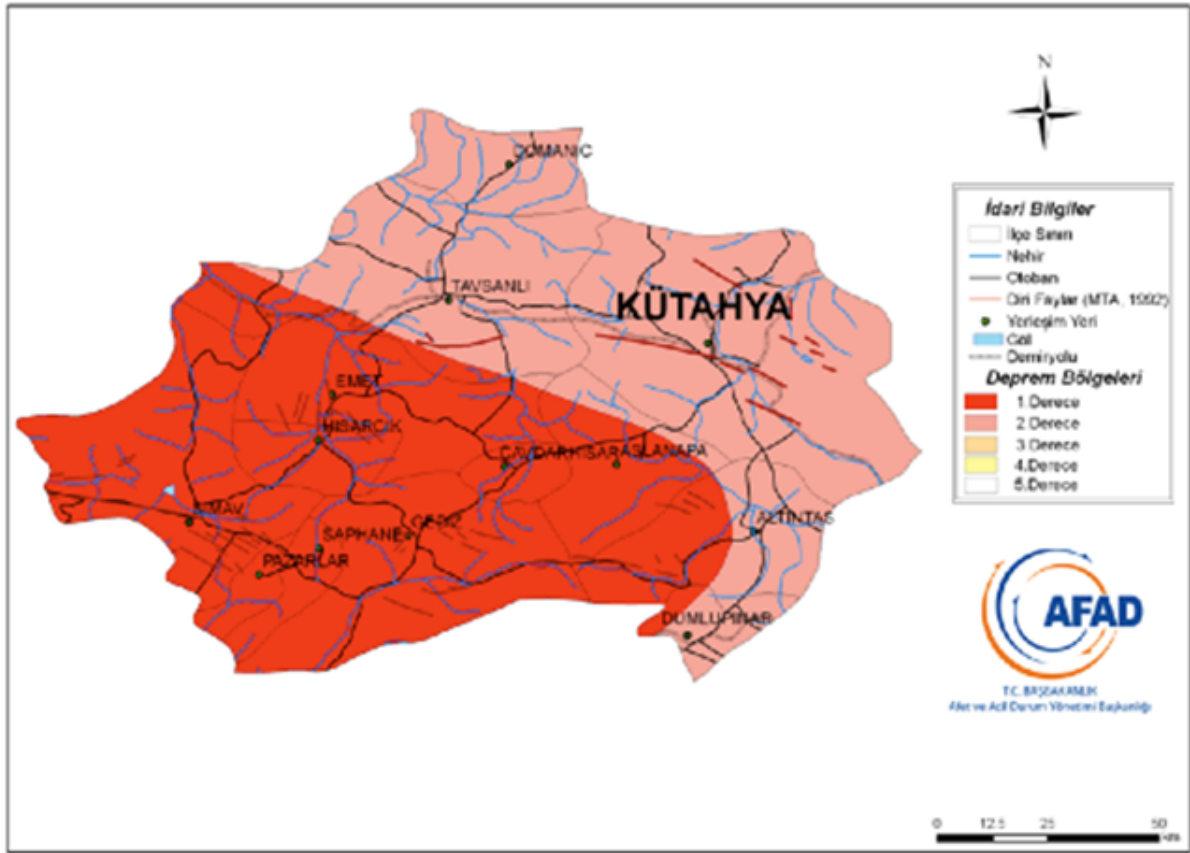 N
DOMANİÇ
TAVSANLI
KÜTAHYA
EMET
HISARCIK
ÇAVDARHISAR
ASLANAPA
SIMAV
SAPHANE
GEDIZ
PAZARLAR
ALTINTAS
DUMLUPINAR
İdari Bilgiler
İlçe Sınırı
Nehir
Otoban
Diri Faylar (MTA, 1992)
Yerleşim Yeri
Göl
Demiryolu
Deprem Bölgeleri
1.Derece
2.Derece
3.Derece
4.Derece
5.Derece
AFAD
T.C. BAŞBAKANLIK
Afet ve Acil Durum Yönetimi Başkanlığı
0 12.5 25 50
km